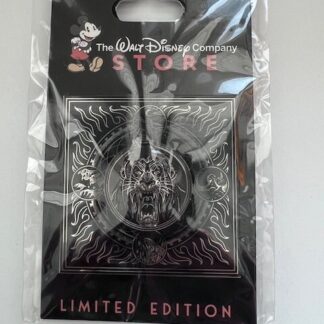 The WALT DISNEY Company
STORE
LIMITED EDITION